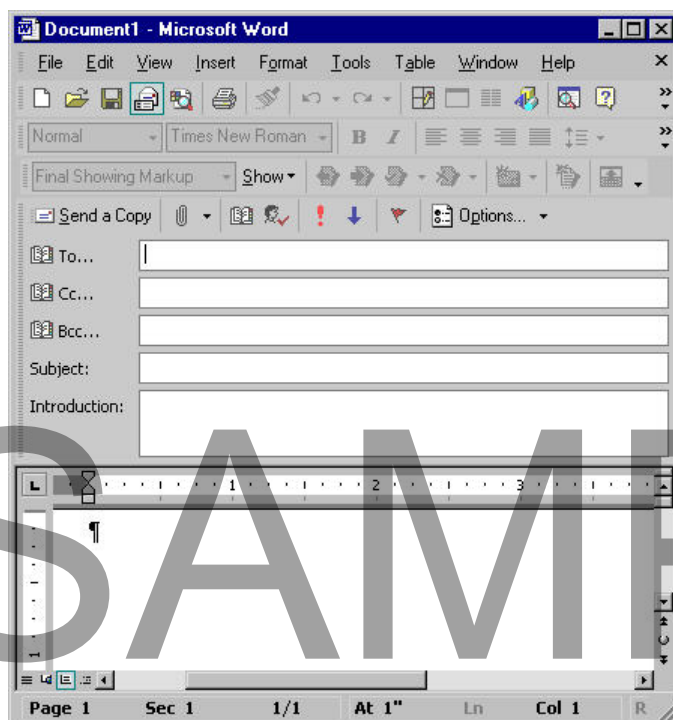 Document1 - Microsoft Word
File Edit View Insert Format Tools Table Window Help
Normal Times New Roman B I
Final Showing Markup Show
Send a Copy Options...
To...
Cc...
Bcc...
Subject:
Introduction:
L 1 2 3
¶
1
SAMP
Page 1 Sec 1 1/1 At 1" Ln Col 1 R